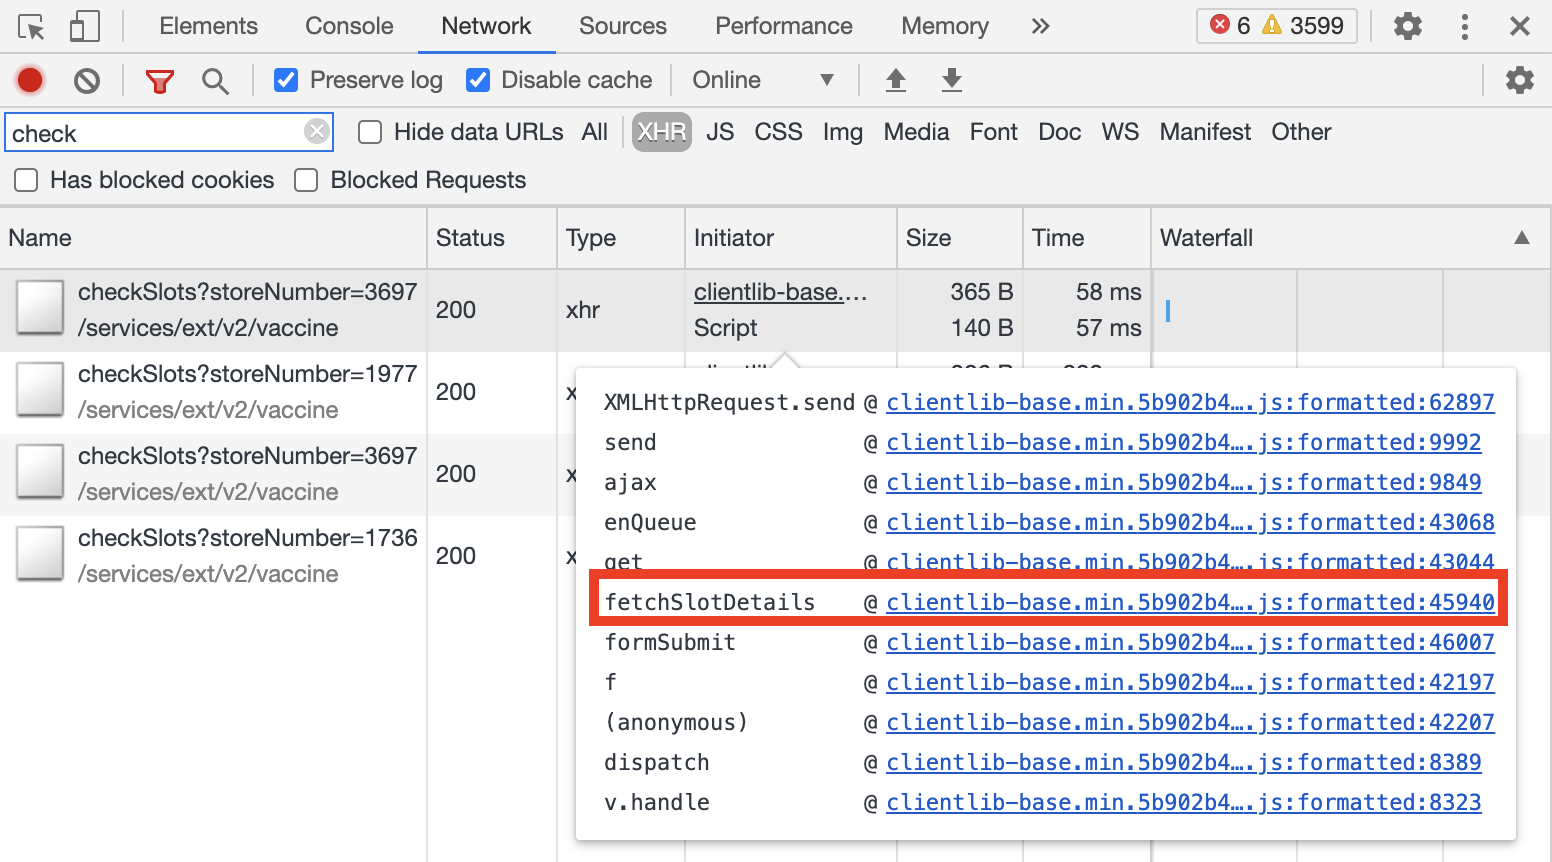 Elements Console Network Sources Performance Memory » 6 3599
Preserve log Disable cache Online
check Hide data URLs All XHR JS CSS Img Media Font Doc WS Manifest Other
Has blocked cookies Blocked Requests
Name Status Type Initiator Size Time Waterfall
checkSlots?storeNumber=3697 200 xhr clientlib-base.… 365 B 58 ms
/services/ext/v2/vaccine Script 140 B 57 ms
checkSlots?storeNumber=1977 200 x
/services/ext/v2/vaccine
checkSlots?storeNumber=3697 200 x
/services/ext/v2/vaccine
checkSlots?storeNumber=1736 200 x
/services/ext/v2/vaccine
XMLHttpRequest.send @ clientlib-base.min.5b902b4….js:formatted:62897
send @ clientlib-base.min.5b902b4….js:formatted:9992
ajax @ clientlib-base.min.5b902b4….js:formatted:9849
enQueue @ clientlib-base.min.5b902b4….js:formatted:43068
get @ clientlib-base.min.5b902b4….js:formatted:43044
fetchSlotDetails @ clientlib-base.min.5b902b4….js:formatted:45940
formSubmit @ clientlib-base.min.5b902b4….js:formatted:46007
f @ clientlib-base.min.5b902b4….js:formatted:42197
(anonymous) @ clientlib-base.min.5b902b4….js:formatted:42207
dispatch @ clientlib-base.min.5b902b4….js:formatted:8389
v.handle @ clientlib-base.min.5b902b4….js:formatted:8323